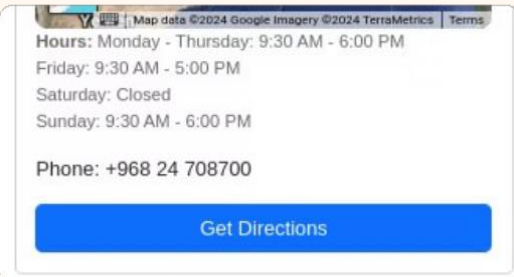 Map data ©2024 Google Imagery ©2024 TerraMetrics Terms
Hours: Monday - Thursday: 9:30 AM - 6:00 PM
Friday: 9:30 AM - 5:00 PM
Saturday: Closed
Sunday: 9:30 AM - 6:00 PM
Phone: +968 24 708700
Get Directions